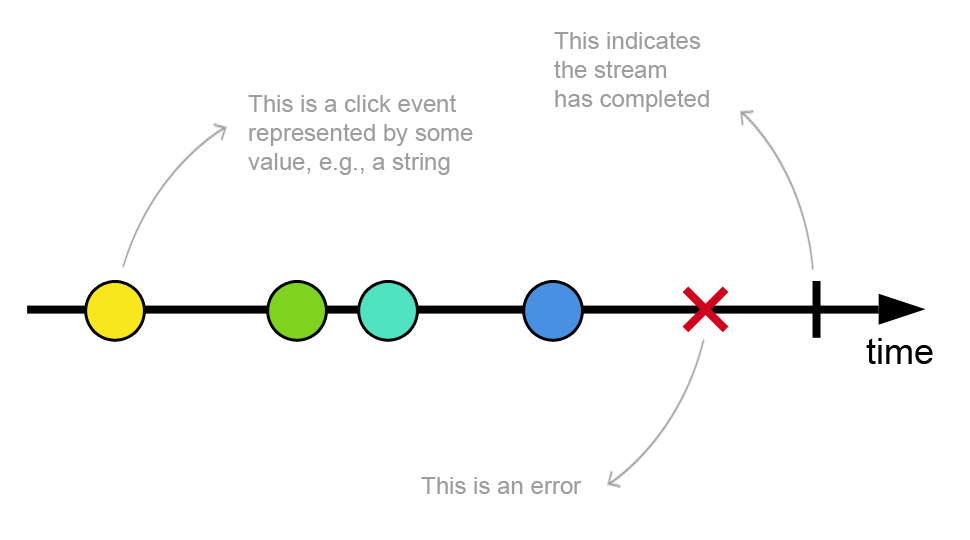 This indicates
the stream
has completed
This is a click event
represented by some
value, e.g., a string
time
This is an error